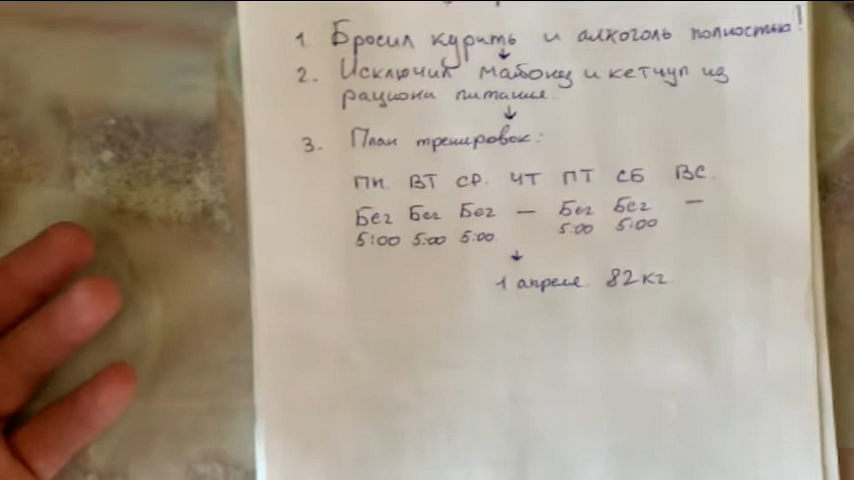 1. Бросил курить и алкоголь полностью!
↓
2. Исключил майонез и кетчуп из
рациона питания.
↓
3. План тренировок:
ПН. ВТ СР. ЧТ ПТ СБ ВС.
Бег Бег Бег — Бег Бег —
5:00 5:00 5:00 5:00 5:00
↓
1 апреля 82 кг.